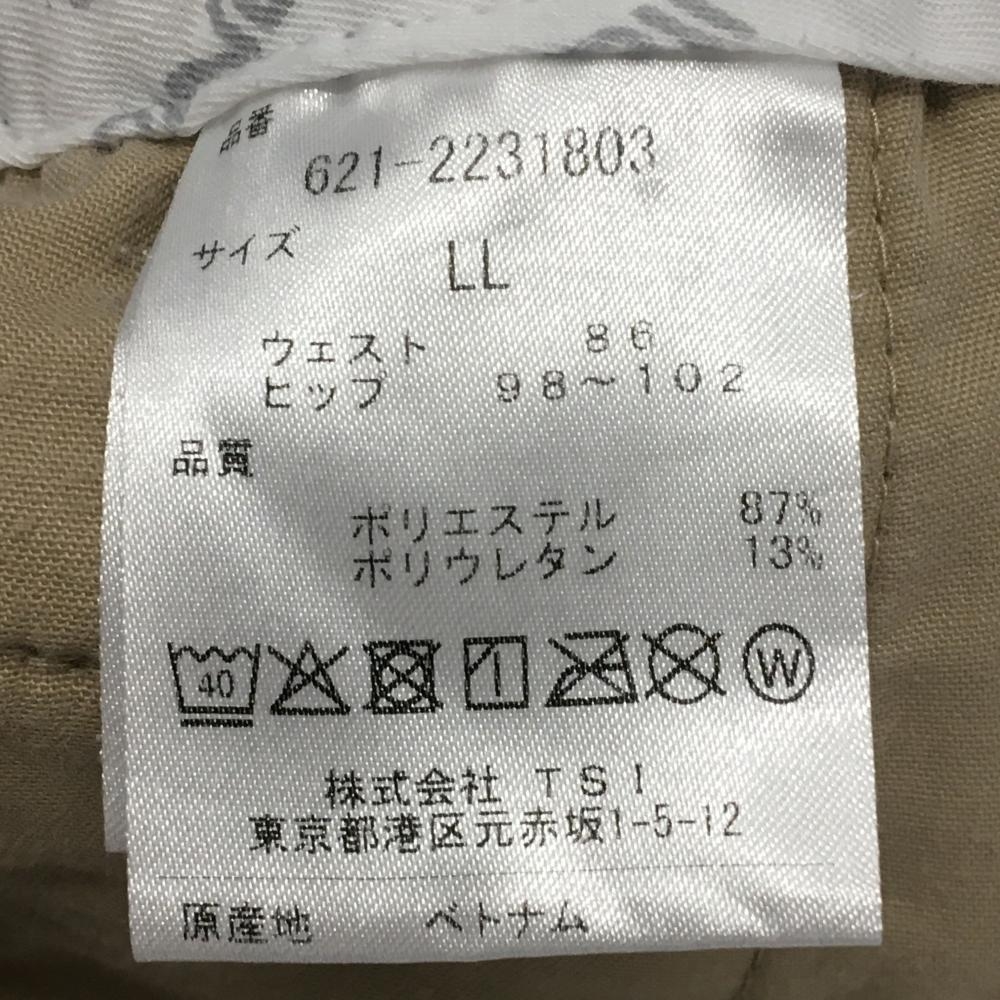 品番
621-2231803
サイズ LL
ウェスト 86
ヒップ 98～102
品質
ポリエステル 87%
ポリウレタン 13%
40 W
株式会社 TSI
東京都港区元赤坂1-5-12
原産地 ベトナム